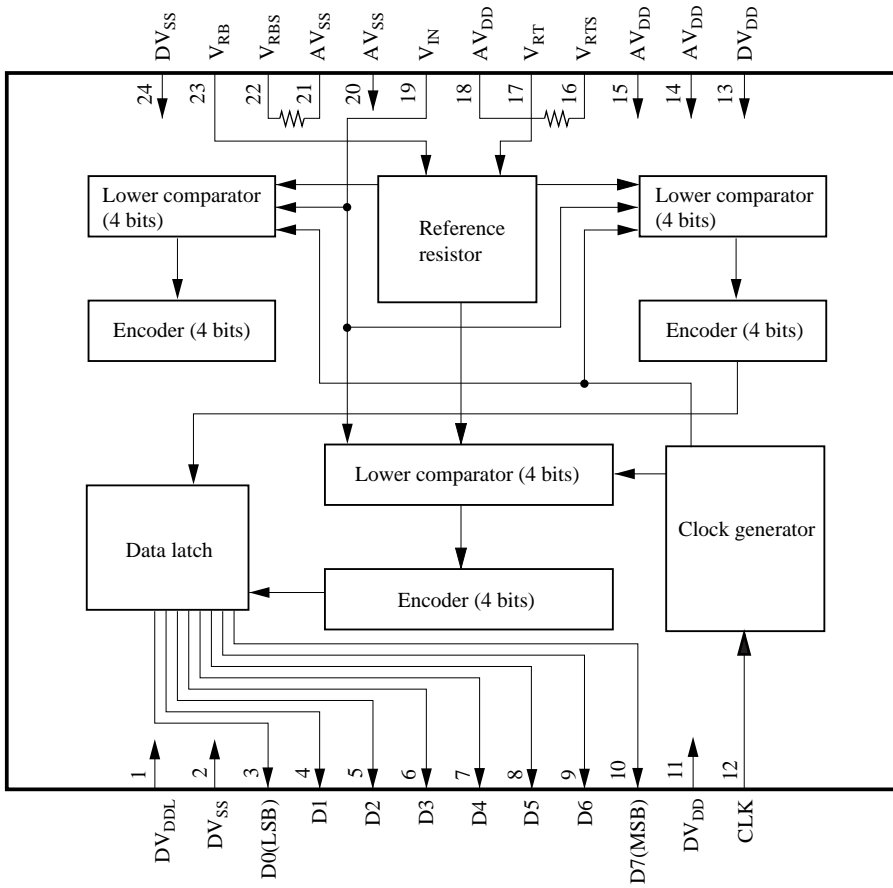 DVSS
VRB
VRBS
AVSS
AVSS
VIN
AVDD
VRT
VRTS
AVDD
AVDD
DVDD
24
23
22
21
20
19
18
17
16
15
14
13
Lower comparator
(4 bits)
Reference
resistor
Lower comparator
(4 bits)
Encoder (4 bits)
Encoder (4 bits)
Lower comparator (4 bits)
Clock generator
Data latch
Encoder (4 bits)
1
2
3
4
5
6
7
8
9
10
11
12
DVDDL
DVSS
D0(LSB)
D1
D2
D3
D4
D5
D6
D7(MSB)
DVDD
CLK